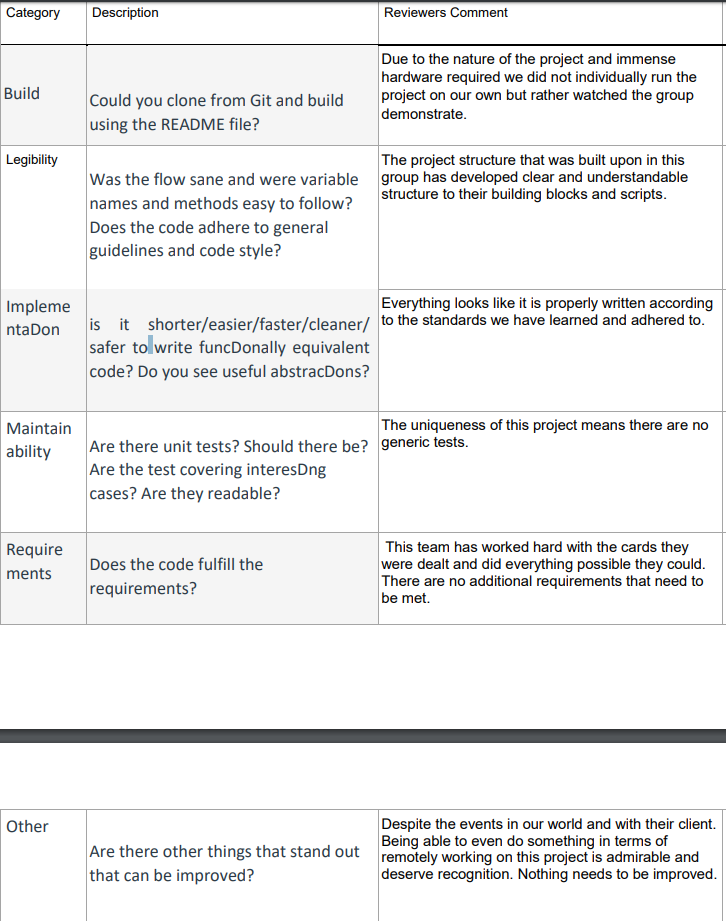 Category Description Reviewers Comment
Build
Could you clone from Git and build
using the README file?
Due to the nature of the project and immense
hardware required we did not individually run the
project on our own but rather watched the group
demonstrate.
Legibility
Was the flow sane and were variable
names and methods easy to follow?
Does the code adhere to general
guidelines and code style?
The project structure that was built upon in this
group has developed clear and understandable
structure to their building blocks and scripts.
Impleme
ntaDon
is it shorter/easier/faster/cleaner/
safer to write funcDonally equivalent
code? Do you see useful abstracDons?
Everything looks like it is properly written according
to the standards we have learned and adhered to.
Maintain
ability
Are there unit tests? Should there be?
Are the test covering interesDng
cases? Are they readable?
The uniqueness of this project means there are no
generic tests.
Require
ments
Does the code fulfill the
requirements?
This team has worked hard with the cards they
were dealt and did everything possible they could.
There are no additional requirements that need to
be met.
Other
Are there other things that stand out
that can be improved?
Despite the events in our world and with their client.
Being able to even do something in terms of
remotely working on this project is admirable and
deserve recognition. Nothing needs to be improved.